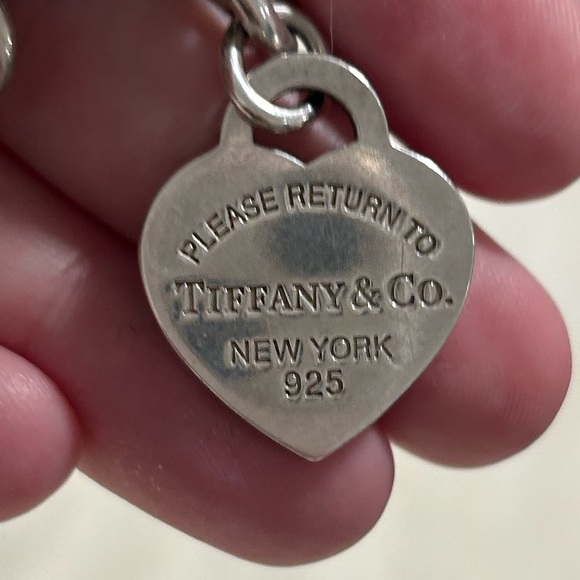 PLEASE RETURN TO
TIFFANY & CO.
NEW YORK
925